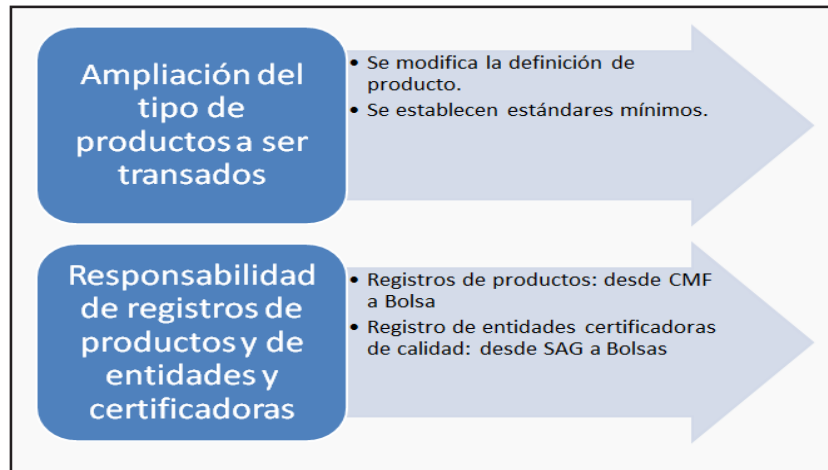 Ampliación del
tipo de
productos a ser
transados
• Se modifica la definición de
producto.
• Se establecen estándares mínimos.
Responsabilidad
de registros de
productos y de
entidades y
certificadoras
• Registros de productos: desde CMF
a Bolsa
• Registro de entidades certificadoras
de calidad: desde SAG a Bolsas